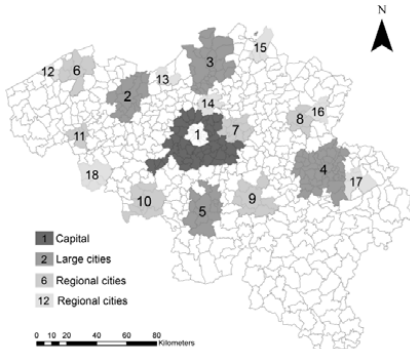 N
15
12 6
3
13
2
14
16
11
1
7
8
18
4
17
10
5
9
1 Capital
2 Large cities
6 Regional cities
12 Regional cities
0 5 10 20 40 60 80
Kilometers